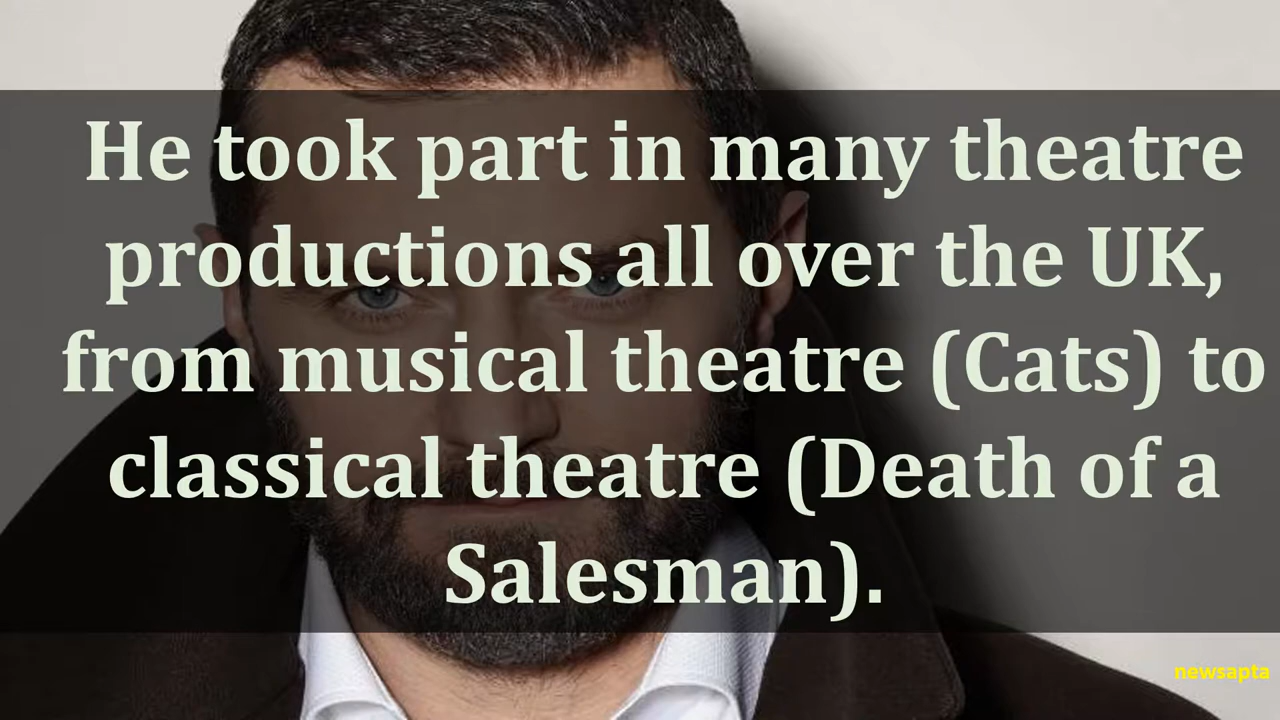 He took part in many theatre
productions all over the UK,
from musical theatre (Cats) to
classical theatre (Death of a
Salesman).
newsapta